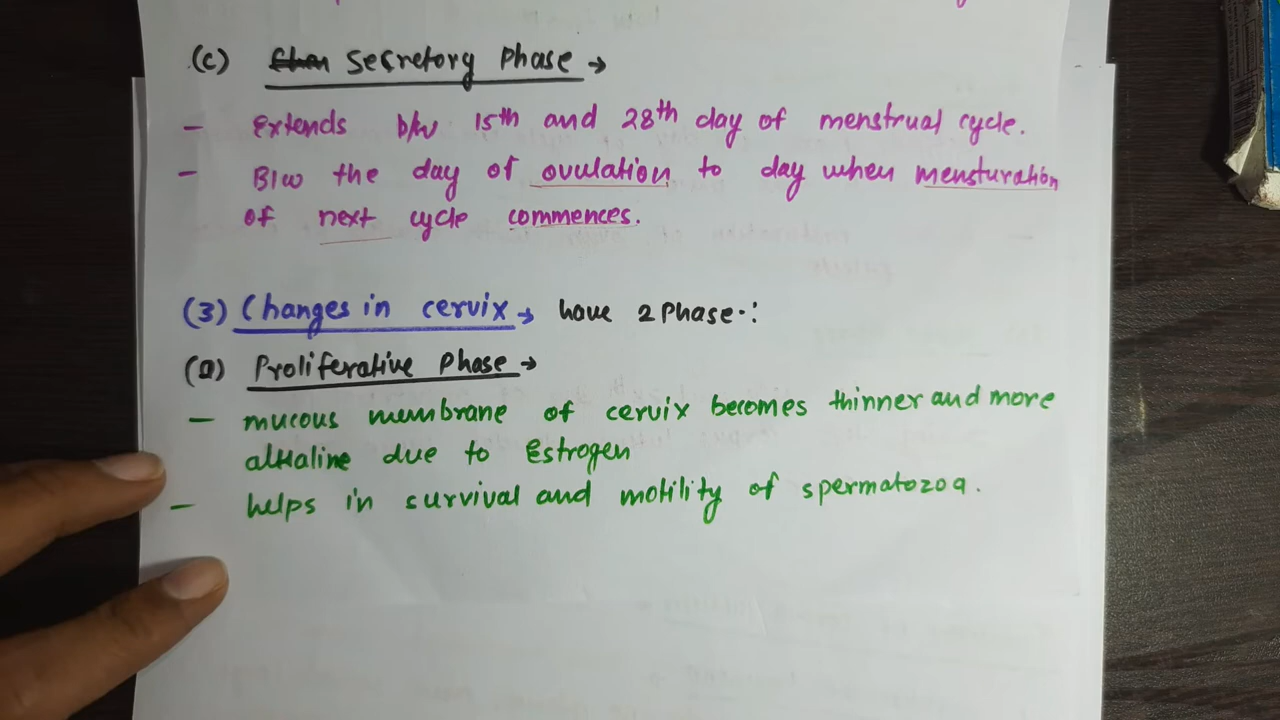 (C) Secretory Phase →
- Extends b/w 15th and 28th day of menstrual cycle.
- B/w the day of ovulation to day when mensturation
of next cycle commences.
(3) Changes in cervix → have 2 Phase·:
(a) Proliferative Phase →
- mucous membrane of cervix becomes thinner and more
alkaline due to Estrogen
- helps in survival and motility of spermatozoa.